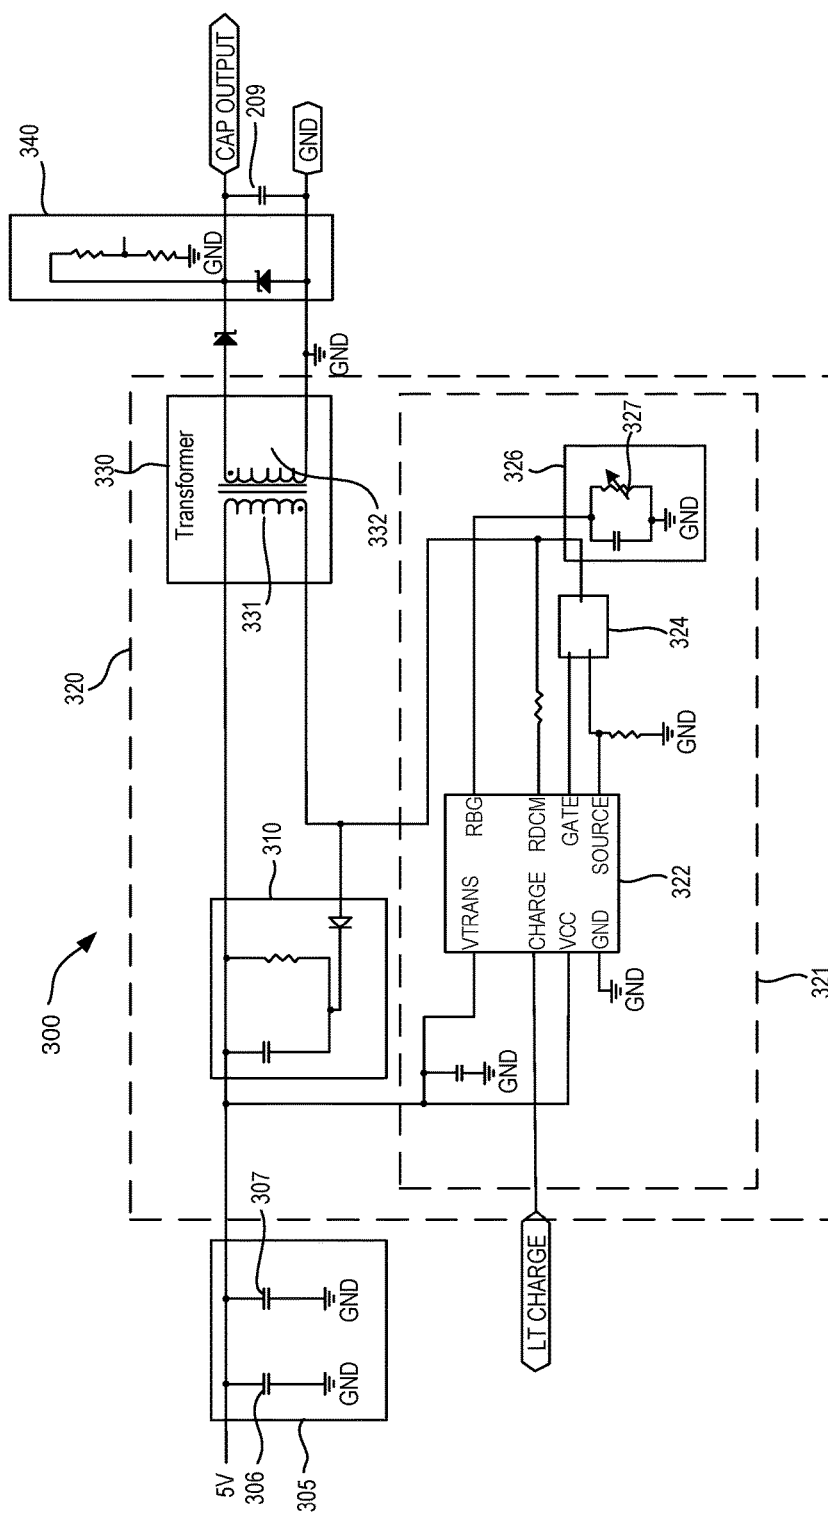 300
320
330
340
CAP OUTPUT
209
GND
GND
GND
Transformer
331
332
310
5V
306
307
305
GND
GND
LT CHARGE
VTRANS
CHARGE
VCC
GND
RBG
RDCM
GATE
SOURCE
322
GND
GND
GND
324
326
327
GND
321